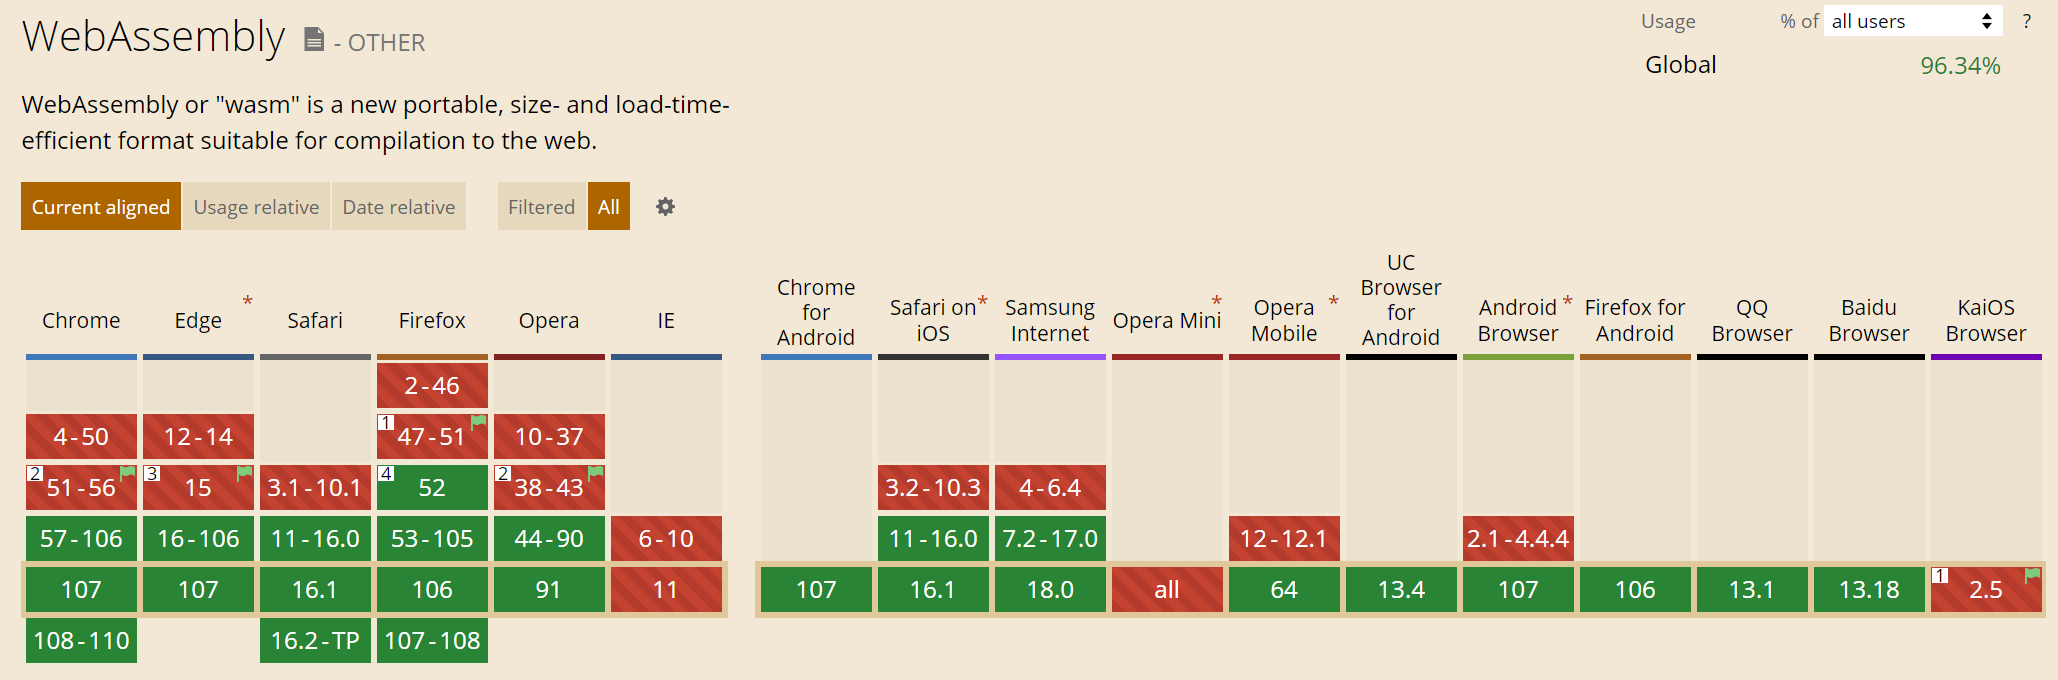 WebAssembly - OTHER
Usage % of all users ?
Global 96.34%
WebAssembly or "wasm" is a new portable, size- and load-time-
efficient format suitable for compilation to the web.
Current aligned Usage relative Date relative Filtered All
Chrome
Edge *
Safari
Firefox
Opera
IE
Chrome
for
Android
Safari on *
iOS
Samsung
Internet
Opera Mini *
Opera *
Mobile
UC
Browser
for
Android
Android *
Browser
Firefox for
Android
QQ
Browser
Baidu
Browser
KaiOS
Browser
2-46
4-50 12-14 1 47-51 10-37
2 51-56 3 15 3.1-10.1 4 52 2 38-43 3.2-10.3 4-6.4
57-106 16-106 11-16.0 53-105 44-90 6-10 11-16.0 7.2-17.0 12-12.1 2.1-4.4.4
107 107 16.1 106 91 11 107 16.1 18.0 all 64 13.4 107 106 13.1 13.18 1 2.5
108-110 16.2-TP 107-108